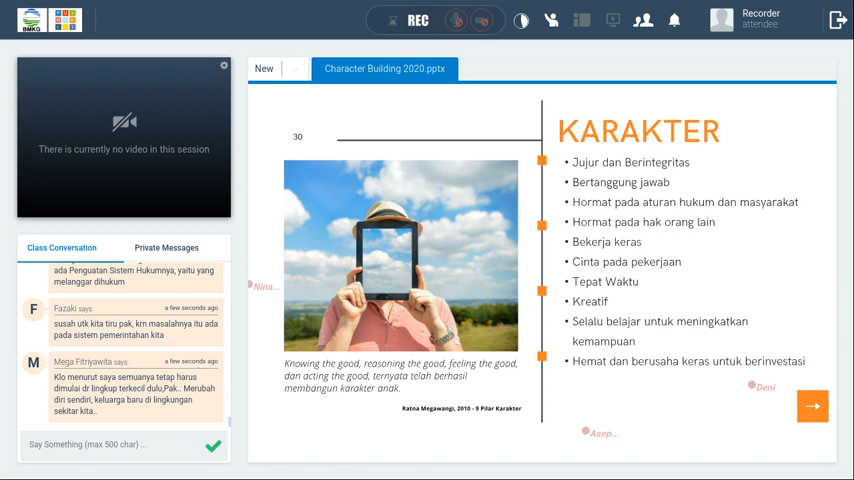 BMKG
REC
Recorder
attendee
There is currently no video in this session
Class Conversation
Private Messages
ada Penguatan Sistem Hukumnya, yaitu yang
melanggar dihukum
F
Fazaki says:
a few seconds ago
susah utk kita tiru pak, krn masalahnya itu ada
pada sistem pemerintahan kita
M
Mega Fitriyawita says:
a few seconds ago
Klo menurut saya semuanya tetap harus
dimulai dr lingkup terkecil dulu,Pak.. Merubah
diri sendiri, keluarga baru di lingkungan
sekitar kita..
Say Something (max 500 char) ...
New
Character Building 2020.pptx
30
Nina...
Knowing the good, reasoning the good, feeling the good,
dan acting the good, ternyata telah berhasil
membangun karakter anak.
Ratna Megawangi, 2010 - 9 Pilar Karakter
KARAKTER
• Jujur dan Berintegritas
• Bertanggung jawab
• Hormat pada aturan hukum dan masyarakat
• Hormat pada hak orang lain
• Bekerja keras
• Cinta pada pekerjaan
• Tepat Waktu
• Kreatif
• Selalu belajar untuk meningkatkan
kemampuan
• Hemat dan berusaha keras untuk berinvestasi
Deni
Asep...